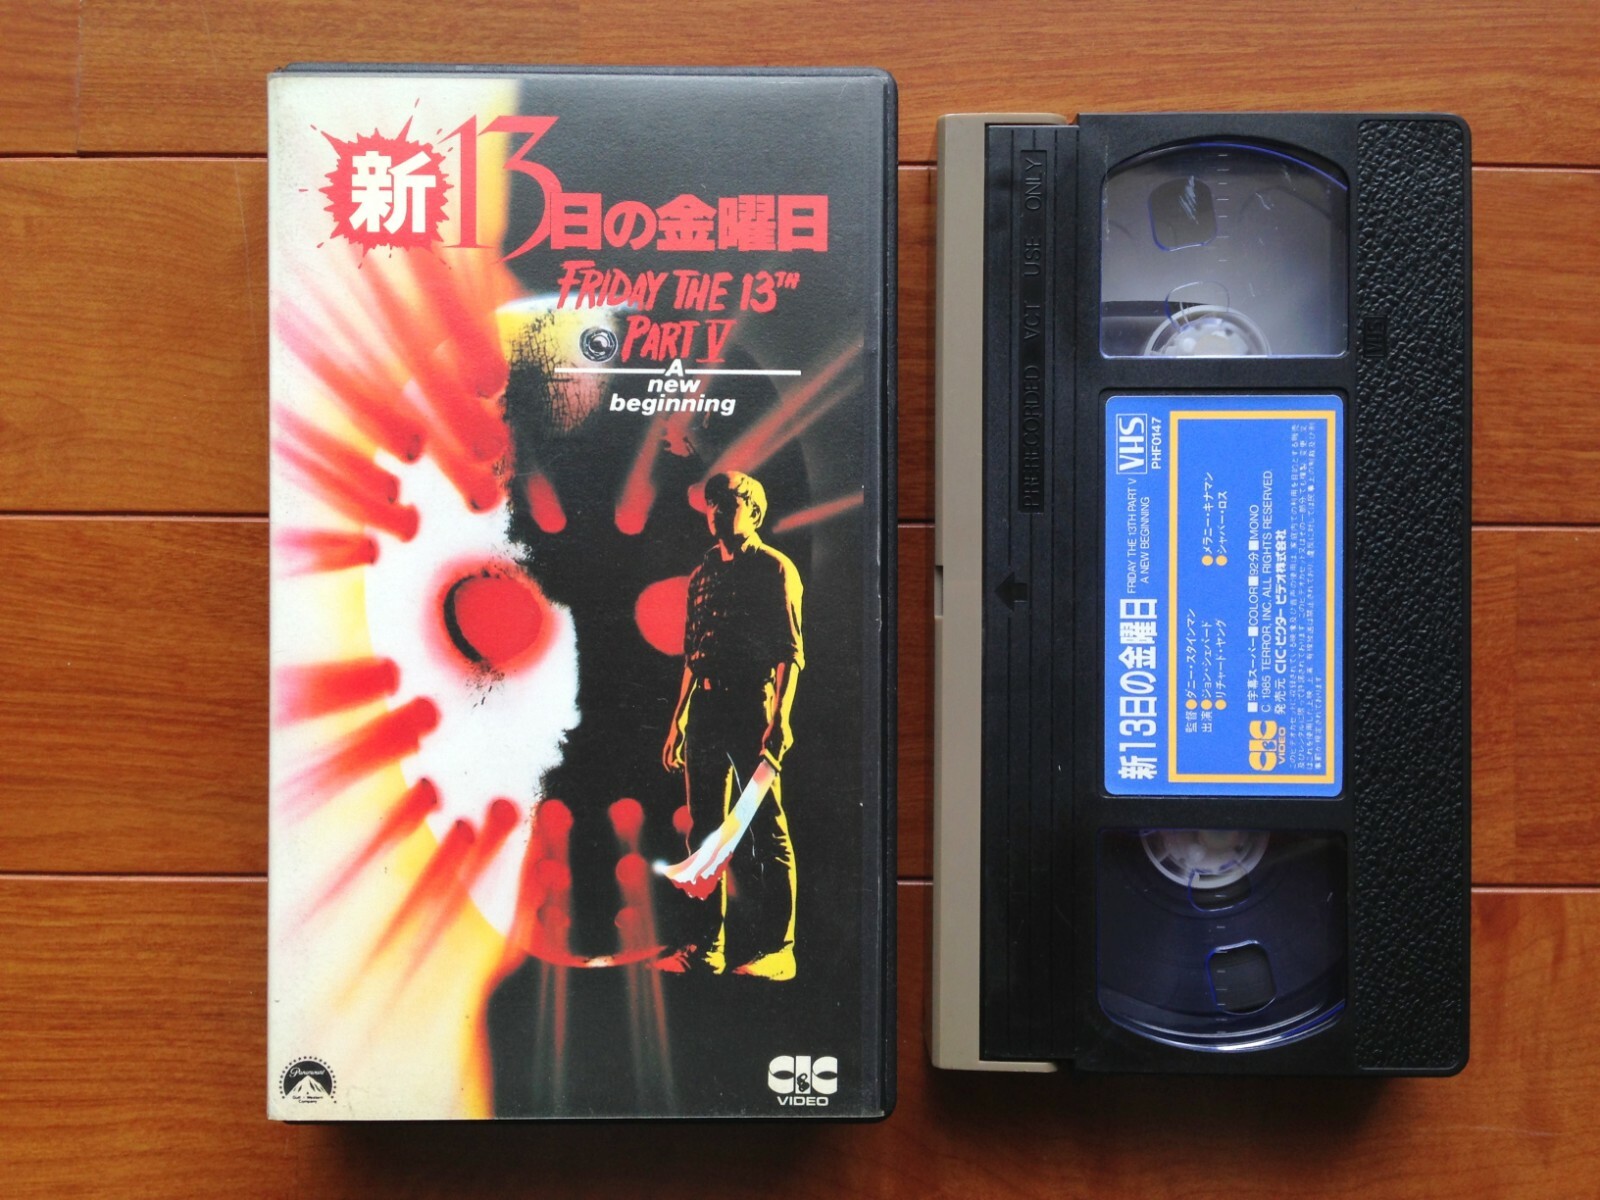 新13日の金曜日
FRIDAY THE 13TH
PART V
A
new
beginning
Paramount
CIC
VIDEO
PRERECORDED VCT USE ONLY
新13日の金曜日
FRIDAY THE 13TH PART V
A NEW BEGINNING
VHS
PHF0147
監督●ダニー・スタインマン
出演●ジョン・シェパード
●メラニー・キナマン
●リチャード・ヤング
●シャバー・ロス
CIC
VIDEO
■字幕スーパー■COLOR■92分■MONO
C 1985 TERROR, INC. ALL RIGHTS RESERVED.
発売元 CIC・ビクター ビデオ株式会社